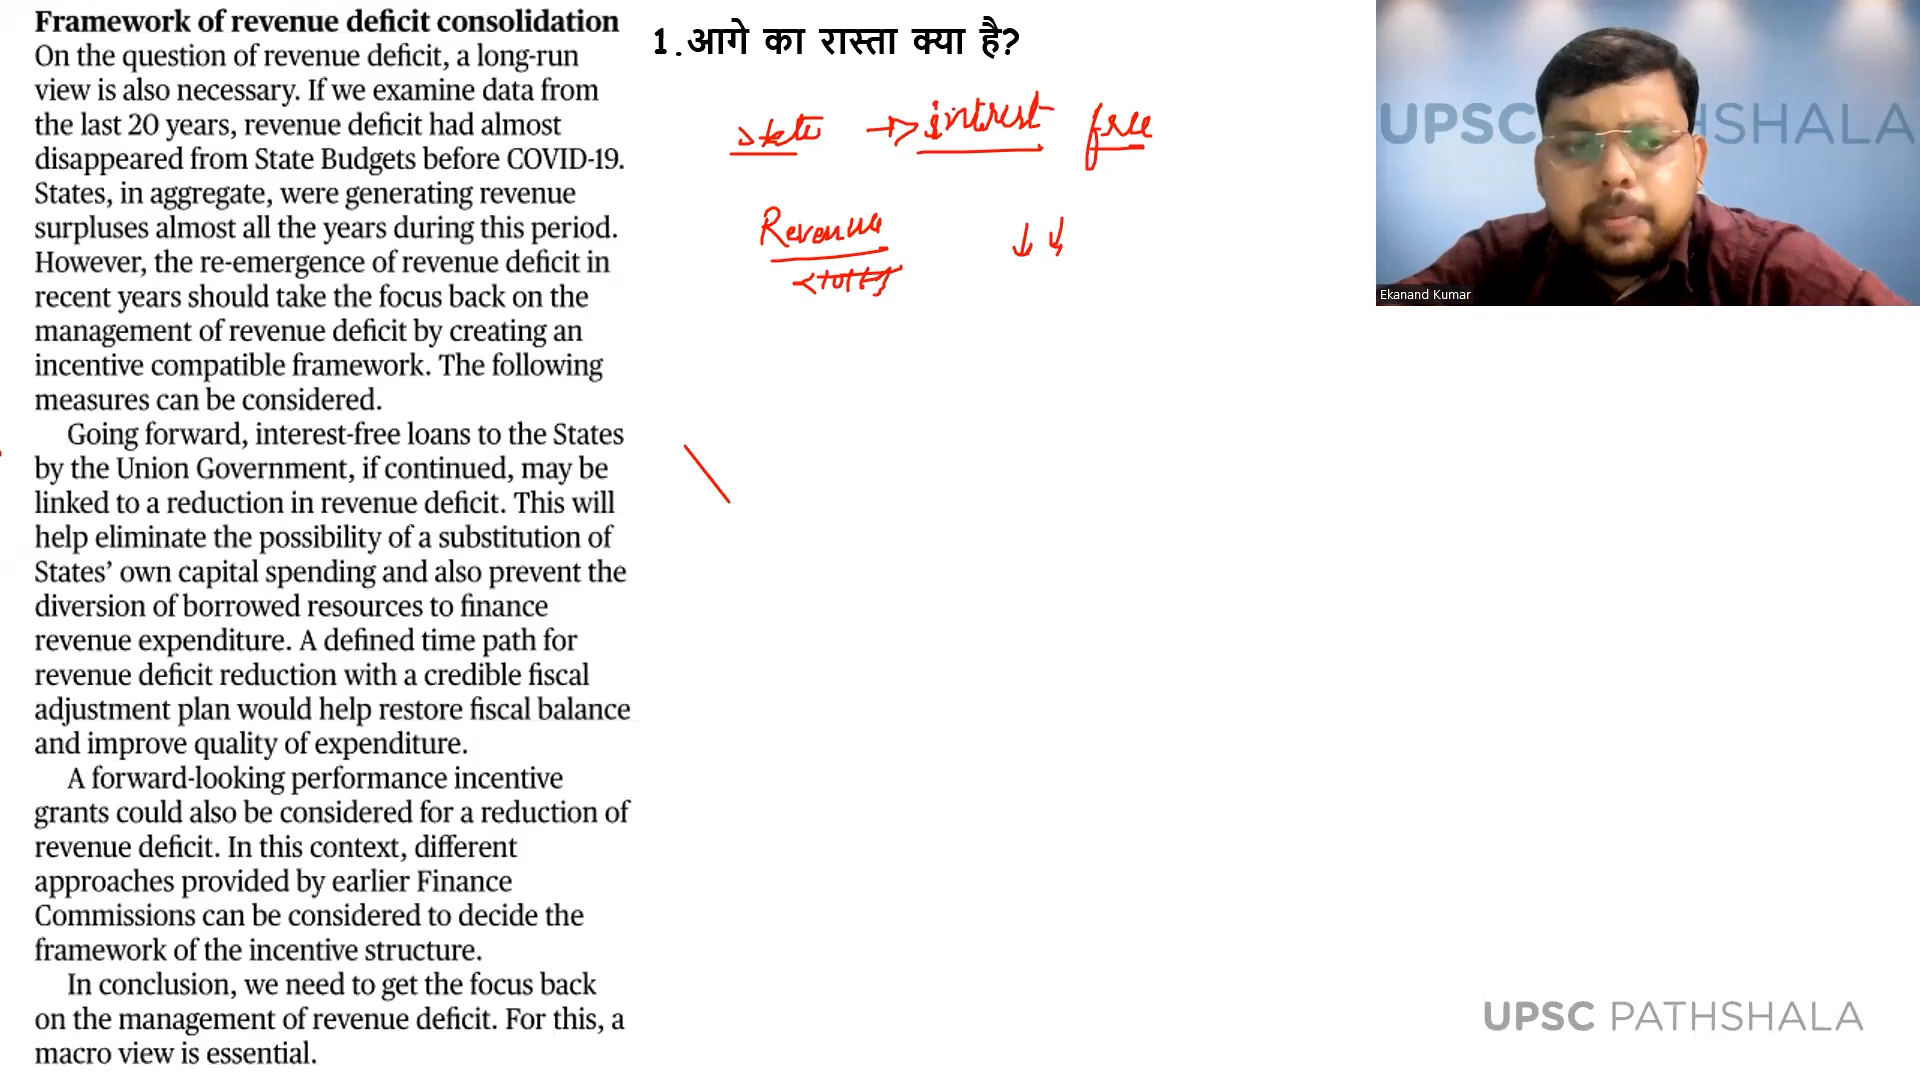 Framework of revenue deficit consolidation
On the question of revenue deficit, a long-run
view is also necessary. If we examine data from
the last 20 years, revenue deficit had almost
disappeared from State Budgets before COVID-19.
States, in aggregate, were generating revenue
surpluses almost all the years during this period.
However, the re-emergence of revenue deficit in
recent years should take the focus back on the
management of revenue deficit by creating an
incentive compatible framework. The following
measures can be considered.
Going forward, interest-free loans to the States
by the Union Government, if continued, may be
linked to a reduction in revenue deficit. This will
help eliminate the possibility of a substitution of
States’ own capital spending and also prevent the
diversion of borrowed resources to finance
revenue expenditure. A defined time path for
revenue deficit reduction with a credible fiscal
adjustment plan would help restore fiscal balance
and improve quality of expenditure.
A forward-looking performance incentive
grants could also be considered for a reduction of
revenue deficit. In this context, different
approaches provided by earlier Finance
Commissions can be considered to decide the
framework of the incentive structure.
In conclusion, we need to get the focus back
on the management of revenue deficit. For this, a
macro view is essential.
1.आगे का रास्ता क्या है?
→ intrest free
Revenue ↓ ↓
UPSC PATHSHALA
Ekanand Kumar
UPSC PATHSHALA